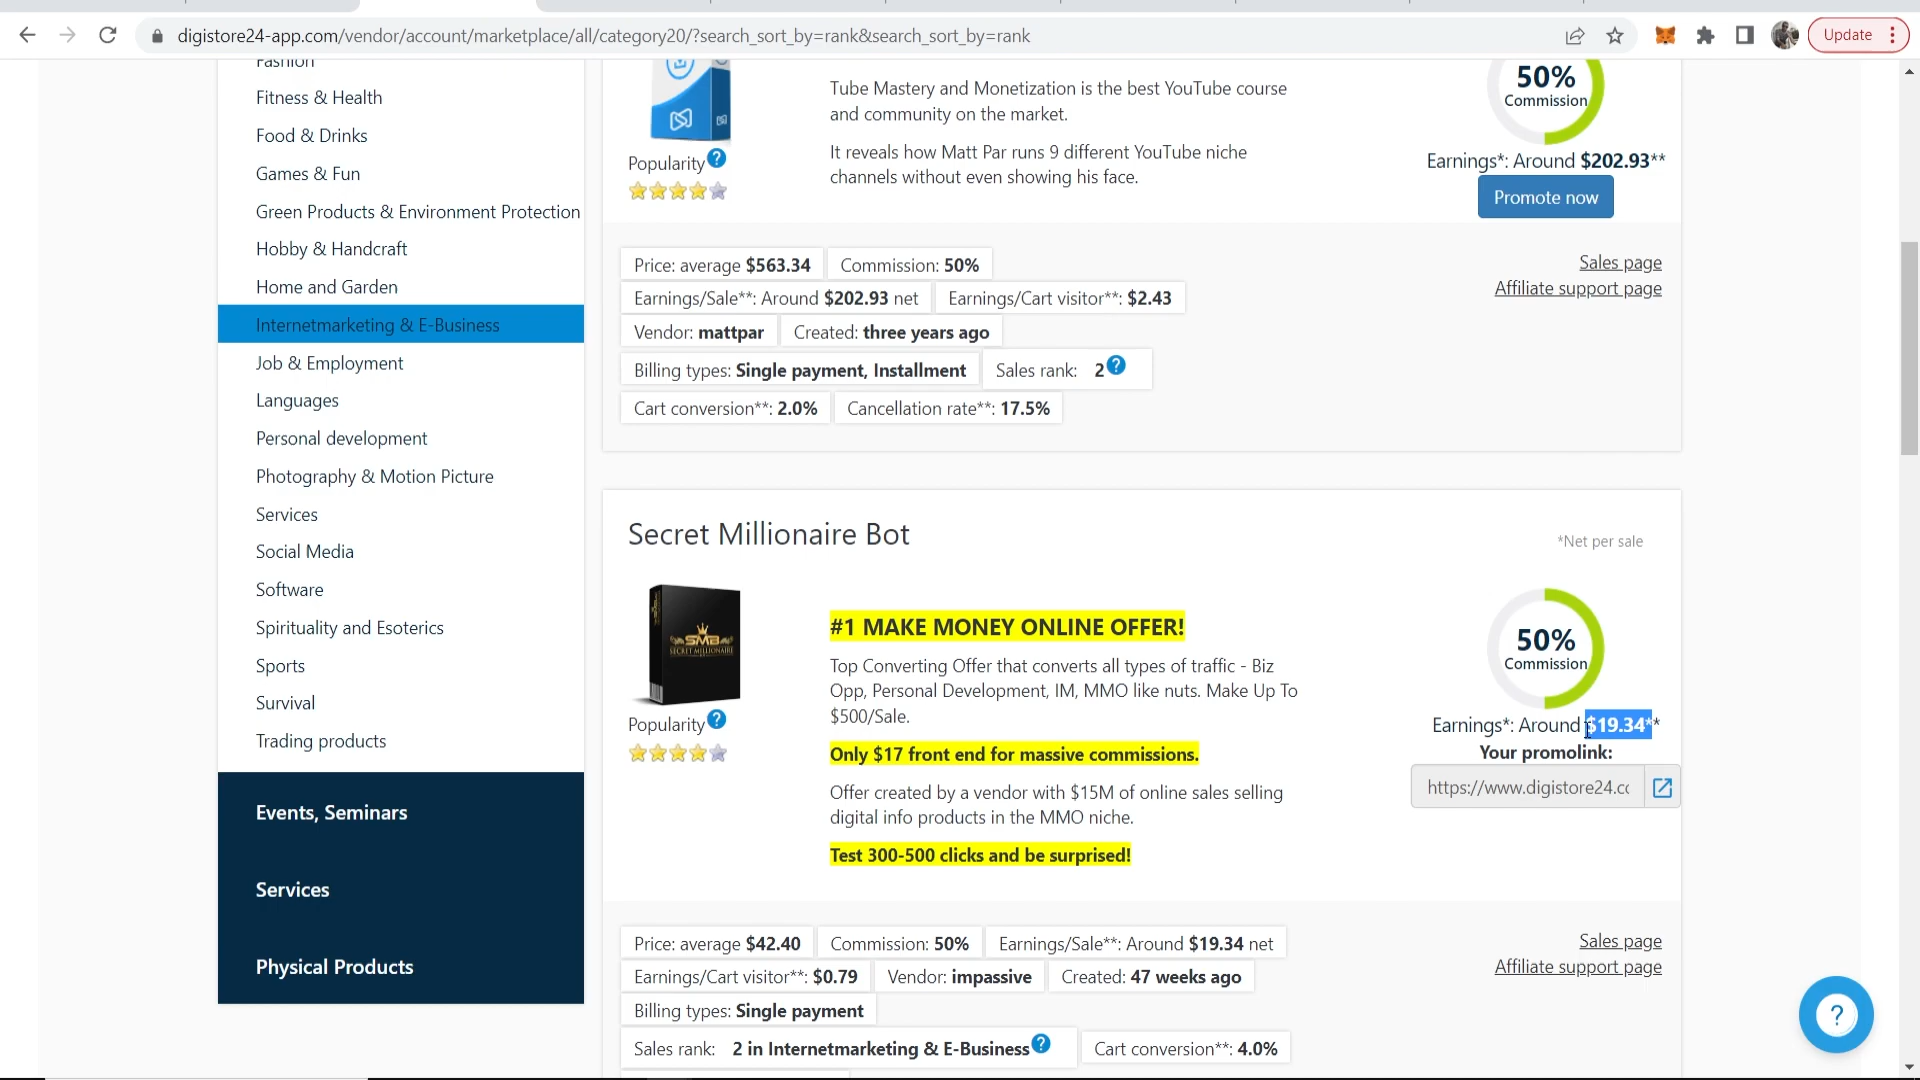 digistore24-app.com/vendor/account/marketplace/all/category20/?search_sort_by=rank&search_sort_by=rank
Update
Fashion
Fitness & Health
Food & Drinks
Games & Fun
Green Products & Environment Protection
Hobby & Handcraft
Home and Garden
Internetmarketing & E-Business
Job & Employment
Languages
Personal development
Photography & Motion Picture
Services
Social Media
Software
Spirituality and Esoterics
Sports
Survival
Trading products
Events, Seminars
Services
Physical Products
Popularity ?
Tube Mastery and Monetization is the best YouTube course
and community on the market.
It reveals how Matt Par runs 9 different YouTube niche
channels without even showing his face.
50%
Commission
Earnings*: Around $202.93**
Promote now
Price: average $563.34
Commission: 50%
Earnings/Sale**: Around $202.93 net
Earnings/Cart visitor**: $2.43
Vendor: mattpar
Created: three years ago
Billing types: Single payment, Installment
Sales rank: 2 ?
Cart conversion**: 2.0%
Cancellation rate**: 17.5%
Sales page
Affiliate support page
Secret Millionaire Bot
*Net per sale
SMB
SECRET MILLIONAIRE
Popularity ?
#1 MAKE MONEY ONLINE OFFER!
Top Converting Offer that converts all types of traffic - Biz
Opp, Personal Development, IM, MMO like nuts. Make Up To
$500/Sale.
Only $17 front end for massive commissions.
Offer created by a vendor with $15M of online sales selling
digital info products in the MMO niche.
Test 300-500 clicks and be surprised!
50%
Commission
Earnings*: Around $19.34**
Your promolink:
https://www.digistore24.cc
Price: average $42.40
Commission: 50%
Earnings/Sale**: Around $19.34 net
Earnings/Cart visitor**: $0.79
Vendor: impassive
Created: 47 weeks ago
Billing types: Single payment
Sales rank: 2 in Internetmarketing & E-Business ?
Cart conversion**: 4.0%
Sales page
Affiliate support page
?